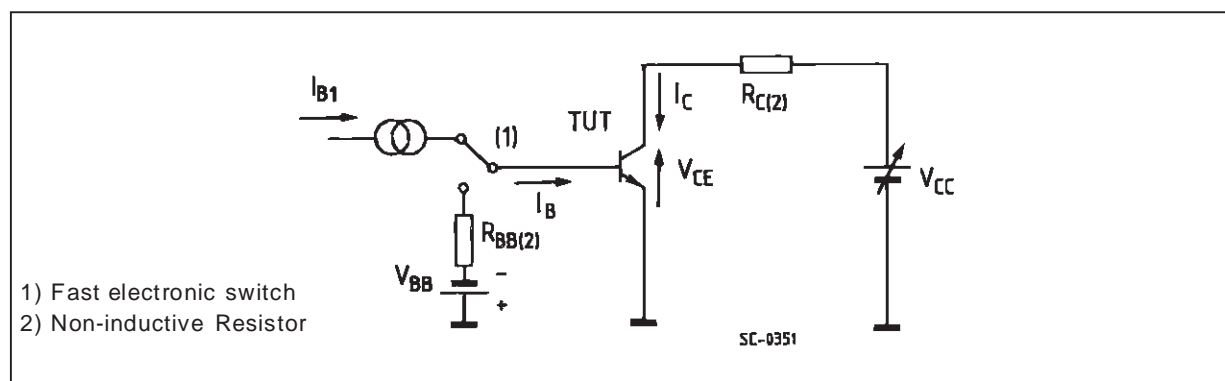 I_B1
(1)
TUT
I_C
R_C(2)
V_CE
V_CC
I_B
R_BB(2)
V_BB
-
+
1) Fast electronic switch
2) Non-inductive Resistor
SC-0351